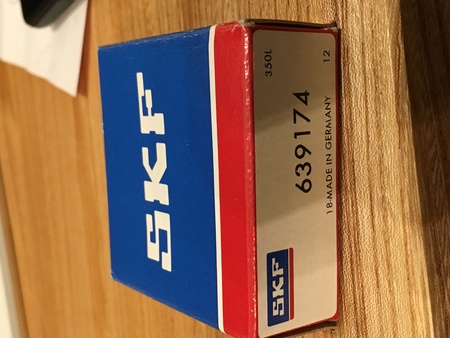 SKF
350L
12
639174
18-MADE IN GERMANY
SKF